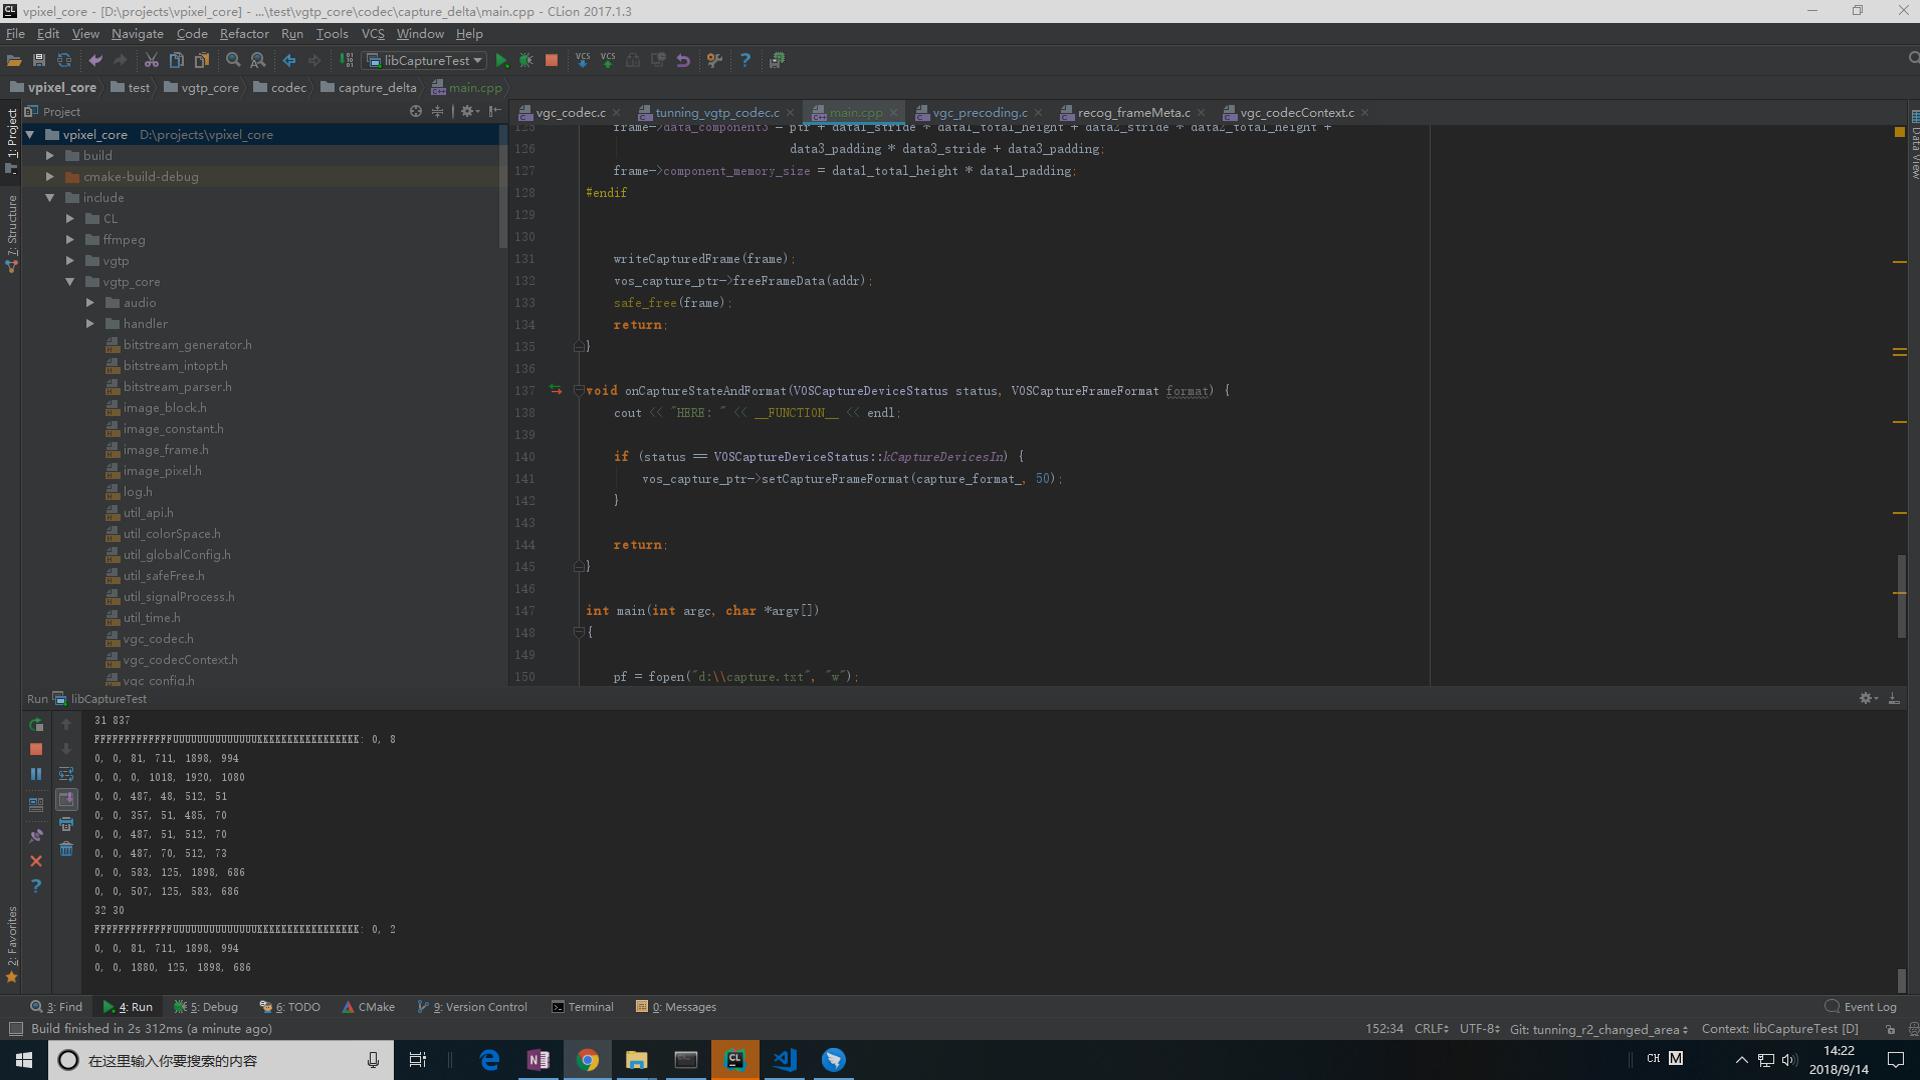 vpixel_core - [D:\projects\vpixel_core] - ...\test\vgtp_core\codec\capture_delta\main.cpp - CLion 2017.1.3
File Edit View Navigate Code Refactor Run Tools VCS Window Help
libCaptureTest
vpixel_core test vgtp_core codec capture_delta main.cpp
1: Project
7: Structure
2: Favorites
Project
vpixel_core D:\projects\vpixel_core
build
cmake-build-debug
include
CL
ffmpeg
vgtp
vgtp_core
audio
handler
bitstream_generator.h
bitstream_intopt.h
bitstream_parser.h
image_block.h
image_constant.h
image_frame.h
image_pixel.h
log.h
util_api.h
util_colorSpace.h
util_globalConfig.h
util_safeFree.h
util_signalProcess.h
util_time.h
vgc_codec.h
vgc_codecContext.h
vgc_config.h
vgc_codec.c tunning_vgtp_codec.c main.cpp vgc_precoding.c recog_frameMeta.c vgc_codecContext.c
Data View
125 frame->data_component3 = ptr + data1_stride * data1_total_height + data2_stride * data2_total_height +
126 data3_padding * data3_stride + data3_padding;
127 frame->component_memory_size = data1_total_height * data1_padding;
128 #endif
129
130
131 writeCapturedFrame(frame);
132 vos_capture_ptr->freeFrameData(addr);
133 safe_free(frame);
134 return;
135 }
136
137 void onCaptureStateAndFormat(VOSCaptureDeviceStatus status, VOSCaptureFrameFormat format) {
138 cout << "HERE: " << __FUNCTION__ << endl;
139
140 if (status == VOSCaptureDeviceStatus::kCaptureDevicesIn) {
141 vos_capture_ptr->setCaptureFrameFormat(capture_format_, 50);
142 }
143
144 return;
145 }
146
147 int main(int argc, char *argv[])
148 {
149
150 pf = fopen("d:\\capture.txt", "w");
Run libCaptureTest
31 837
FFFFFFFFFFFFFUUUUUUUUUUUUUUKKKKKKKKKKKKKKKKK: 0, 8
0, 0, 81, 711, 1898, 994
0, 0, 0, 1018, 1920, 1080
0, 0, 487, 48, 512, 51
0, 0, 357, 51, 485, 70
0, 0, 487, 51, 512, 70
0, 0, 487, 70, 512, 73
0, 0, 583, 125, 1898, 686
0, 0, 507, 125, 583, 686
32 30
FFFFFFFFFFFFFUUUUUUUUUUUUUUKKKKKKKKKKKKKKKKK: 0, 2
0, 0, 81, 711, 1898, 994
0, 0, 1880, 125, 1898, 686
3: Find 4: Run 5: Debug 6: TODO CMake 9: Version Control Terminal 0: Messages Event Log
Build finished in 2s 312ms (a minute ago) 152:34 CRLF UTF-8 Git: tunning_r2_changed_area Context: libCaptureTest [D]
在这里输入你要搜索的内容
CH M
14:22
2018/9/14